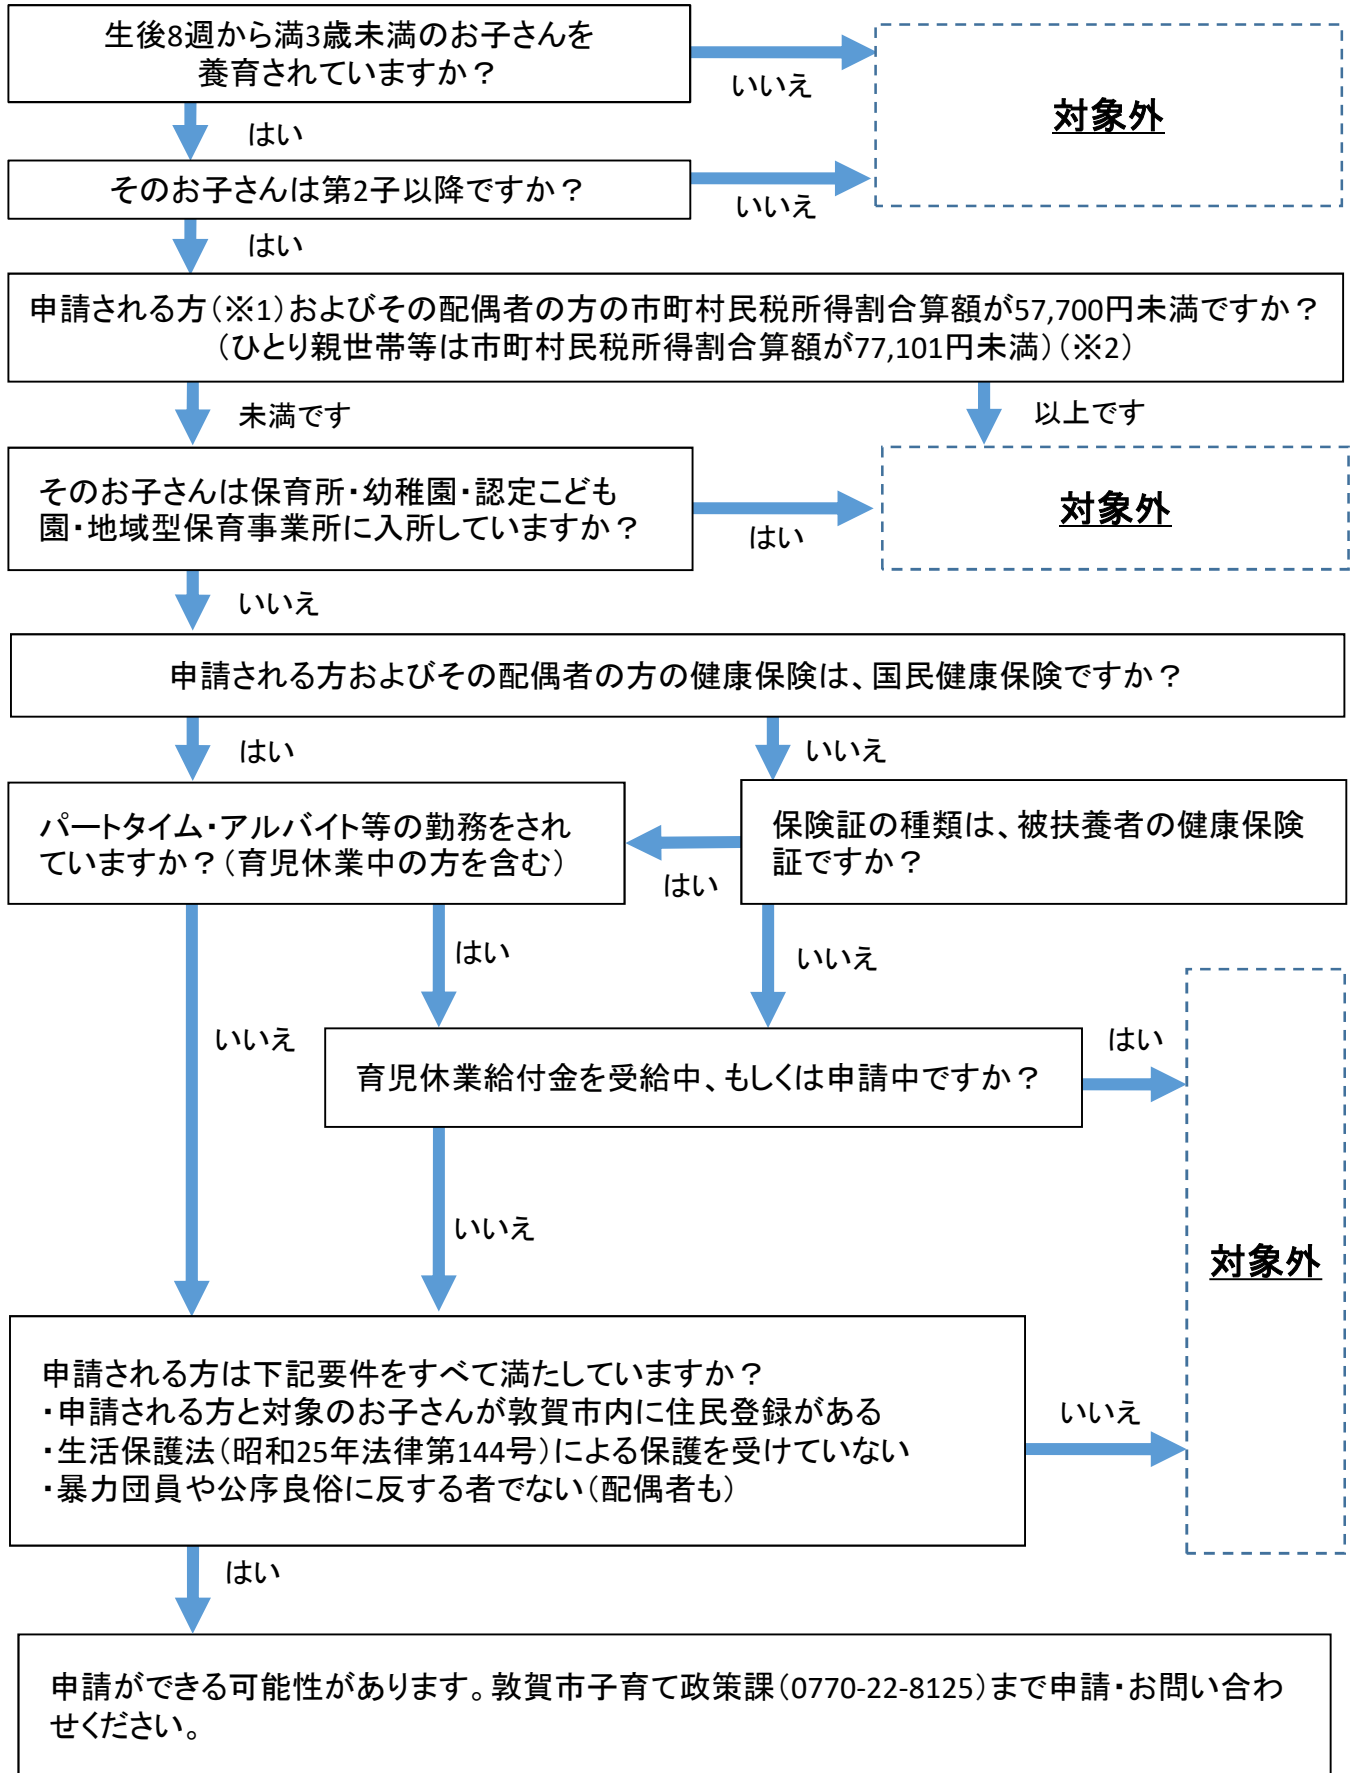 生後8週から満3歳未満のお子さんを
養育されていますか？
いいえ
対象外
はい
そのお子さんは第2子以降ですか？
いいえ
はい
申請される方（※1）およびその配偶者の方の市町村民税所得割合算額が57,700円未満ですか？
（ひとり親世帯等は市町村民税所得割合算額が77,101円未満）（※2）
未満です
以上です
そのお子さんは保育所・幼稚園・認定こども
園・地域型保育事業所に入所していますか？
はい
対象外
いいえ
申請される方およびその配偶者の方の健康保険は、国民健康保険ですか？
はい
いいえ
パートタイム・アルバイト等の勤務をされ
ていますか？（育児休業中の方を含む）
はい
保険証の種類は、被扶養者の健康保険
証ですか？
はい
いいえ
いいえ
育児休業給付金を受給中、もしくは申請中ですか？
はい
いいえ
対象外
申請される方は下記要件をすべて満たしていますか？
・申請される方と対象のお子さんが敦賀市内に住民登録がある
・生活保護法（昭和25年法律第144号）による保護を受けていない
・暴力団員や公序良俗に反する者でない（配偶者も）
いいえ
はい
申請ができる可能性があります。敦賀市子育て政策課（0770-22-8125）まで申請・お問い合わ
せください。